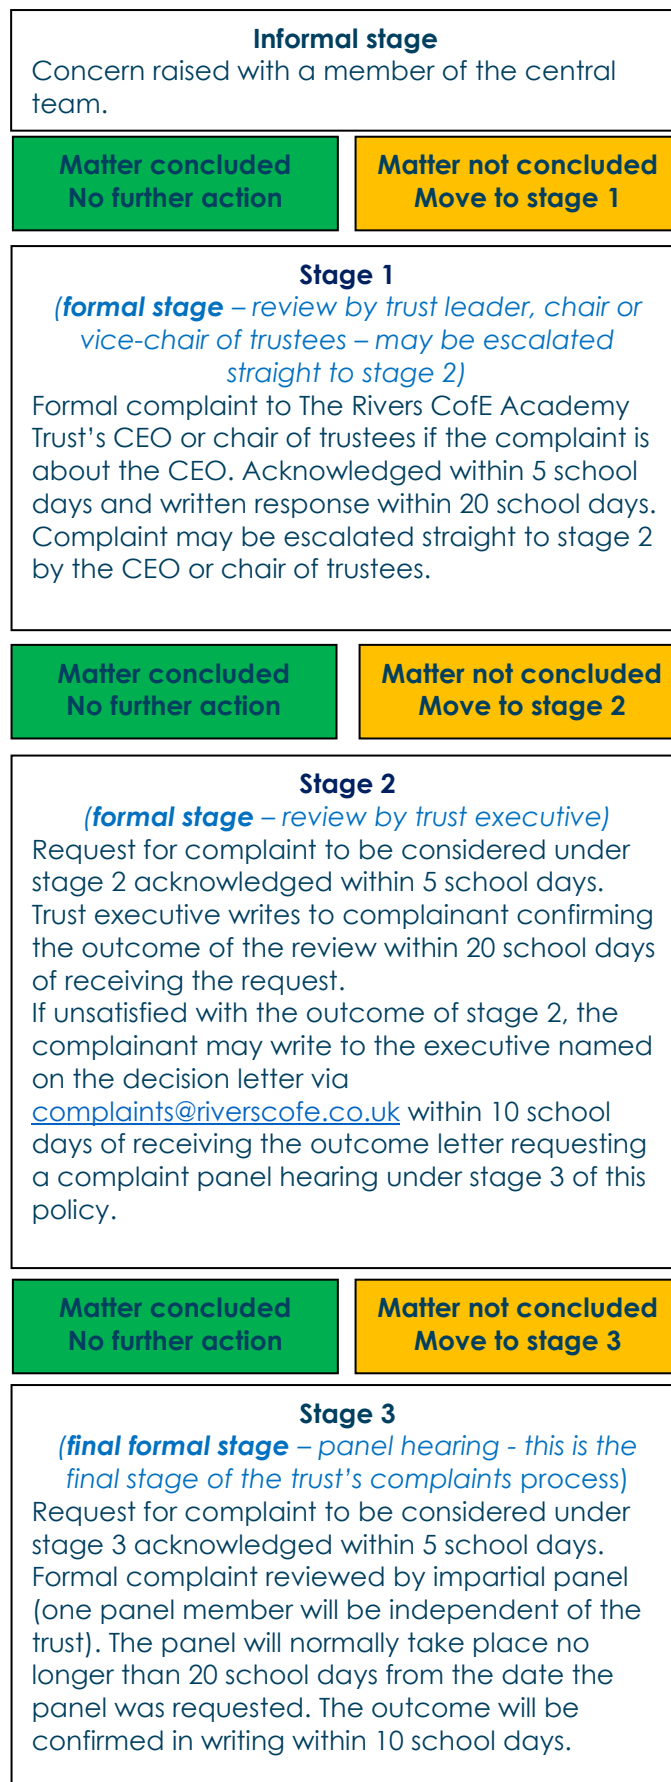 Informal stage
Concern raised with a member of the central
team.
Matter concluded
No further action
Matter not concluded
Move to stage 1
Stage 1
(formal stage – review by trust leader, chair or
vice-chair of trustees – may be escalated
straight to stage 2)
Formal complaint to The Rivers CofE Academy
Trust’s CEO or chair of trustees if the complaint is
about the CEO. Acknowledged within 5 school
days and written response within 20 school days.
Complaint may be escalated straight to stage 2
by the CEO or chair of trustees.
Matter concluded
No further action
Matter not concluded
Move to stage 2
Stage 2
(formal stage – review by trust executive)
Request for complaint to be considered under
stage 2 acknowledged within 5 school days.
Trust executive writes to complainant confirming
the outcome of the review within 20 school days
of receiving the request.
If unsatisfied with the outcome of stage 2, the
complainant may write to the executive named
on the decision letter via
complaints@riverscofe.co.uk within 10 school
days of receiving the outcome letter requesting
a complaint panel hearing under stage 3 of this
policy.
Matter concluded
No further action
Matter not concluded
Move to stage 3
Stage 3
(final formal stage – panel hearing - this is the
final stage of the trust’s complaints process)
Request for complaint to be considered under
stage 3 acknowledged within 5 school days.
Formal complaint reviewed by impartial panel
(one panel member will be independent of the
trust). The panel will normally take place no
longer than 20 school days from the date the
panel was requested. The outcome will be
confirmed in writing within 10 school days.